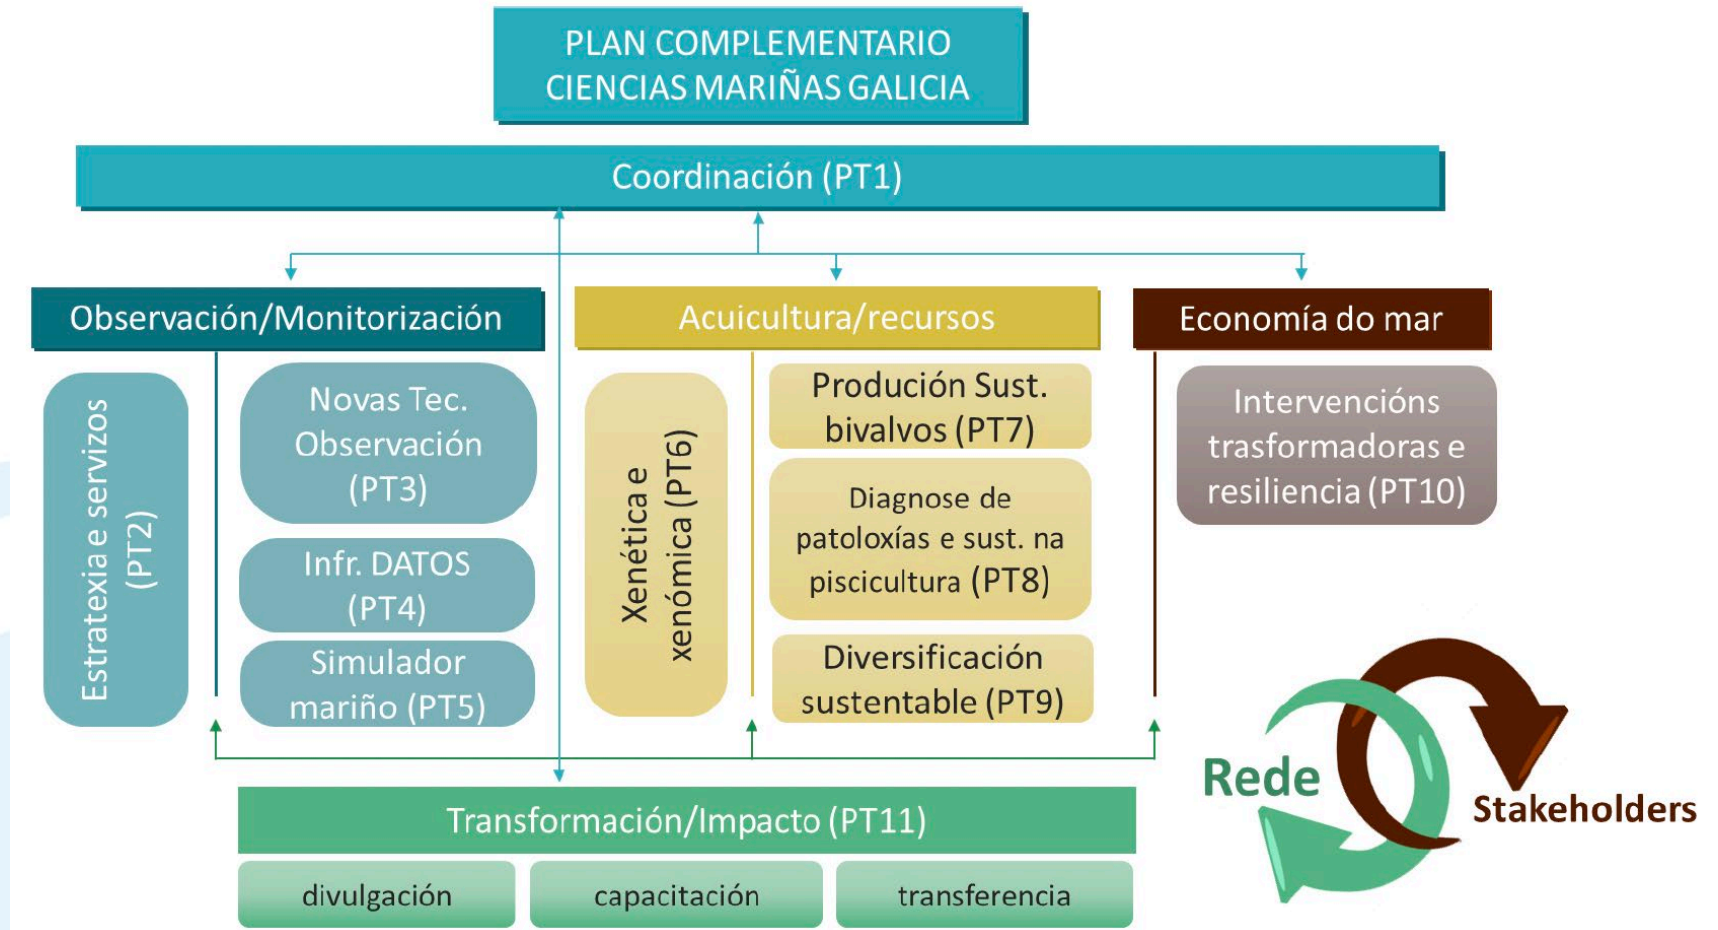 PLAN COMPLEMENTARIO
CIENCIAS MARIÑAS GALICIA
Coordinación (PT1)
Observación/Monitorización
Estratexia e servizos
(PT2)
Novas Tec.
Observación
(PT3)
Infr. DATOS
(PT4)
Simulador
mariño (PT5)
Acuicultura/recursos
Xenética e
xenómica (PT6)
Produción Sust.
bivalvos (PT7)
Diagnose de
patoloxías e sust. na
piscicultura (PT8)
Diversificación
sustentable (PT9)
Economía do mar
Intervencións
trasformadoras e
resiliencia (PT10)
Transformación/Impacto (PT11)
divulgación
capacitación
transferencia
Rede
Stakeholders